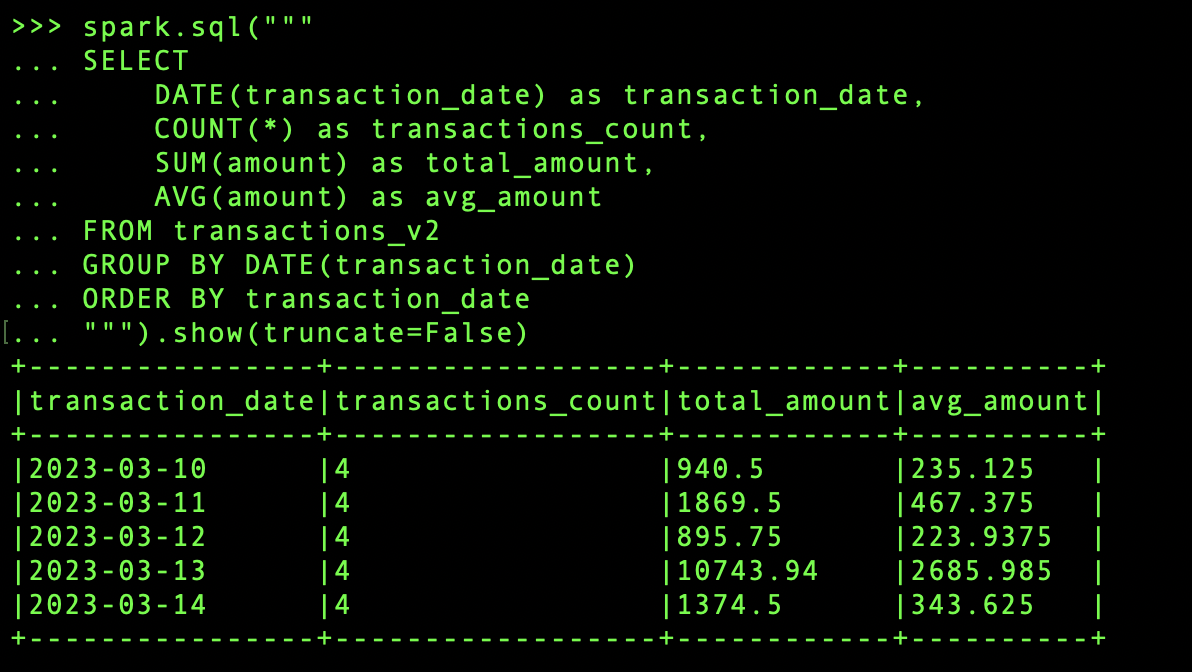 >>> spark.sql("""
... SELECT
...     DATE(transaction_date) as transaction_date,
...     COUNT(*) as transactions_count,
...     SUM(amount) as total_amount,
...     AVG(amount) as avg_amount
... FROM transactions_v2
... GROUP BY DATE(transaction_date)
... ORDER BY transaction_date
[... """).show(truncate=False)
+----------------+------------------+------------+----------+
|transaction_date|transactions_count|total_amount|avg_amount|
+----------------+------------------+------------+----------+
|2023-03-10      |4                 |940.5       |235.125   |
|2023-03-11      |4                 |1869.5      |467.375   |
|2023-03-12      |4                 |895.75      |223.9375  |
|2023-03-13      |4                 |10743.94    |2685.985  |
|2023-03-14      |4                 |1374.5      |343.625   |
+----------------+------------------+------------+----------+